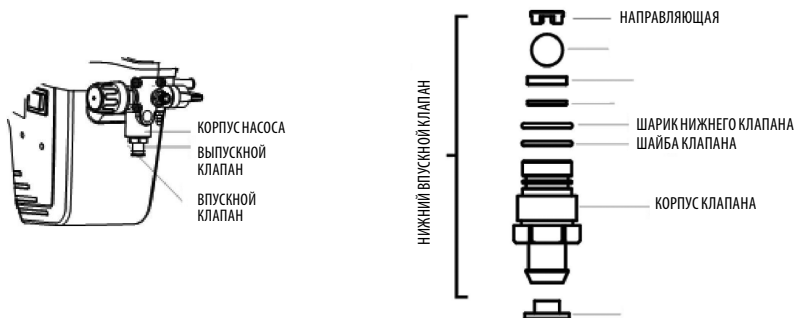 КОРПУС НАСОСА
ВЫПУСКНОЙ
КЛАПАН
ВПУСКНОЙ
КЛАПАН
НИЖНИЙ ВПУСКНОЙ КЛАПАН
НАПРАВЛЯЮЩАЯ
ШАРИК НИЖНЕГО КЛАПАНА
ШАЙБА КЛАПАНА
КОРПУС КЛАПАНА